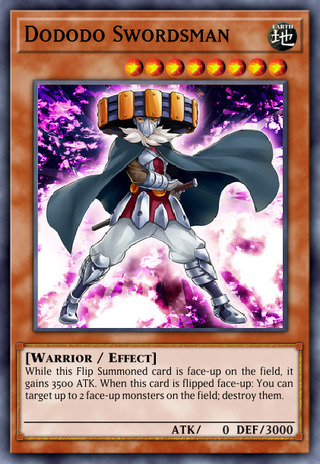 Dododo Swordsman
EARTH
地
[Warrior / Effect]
While this Flip Summoned card is face-up on the field, it
gains 3500 ATK. When this card is flipped face-up: You can
target up to 2 face-up monsters on the field; destroy them.
ATK/ 0 DEF/3000